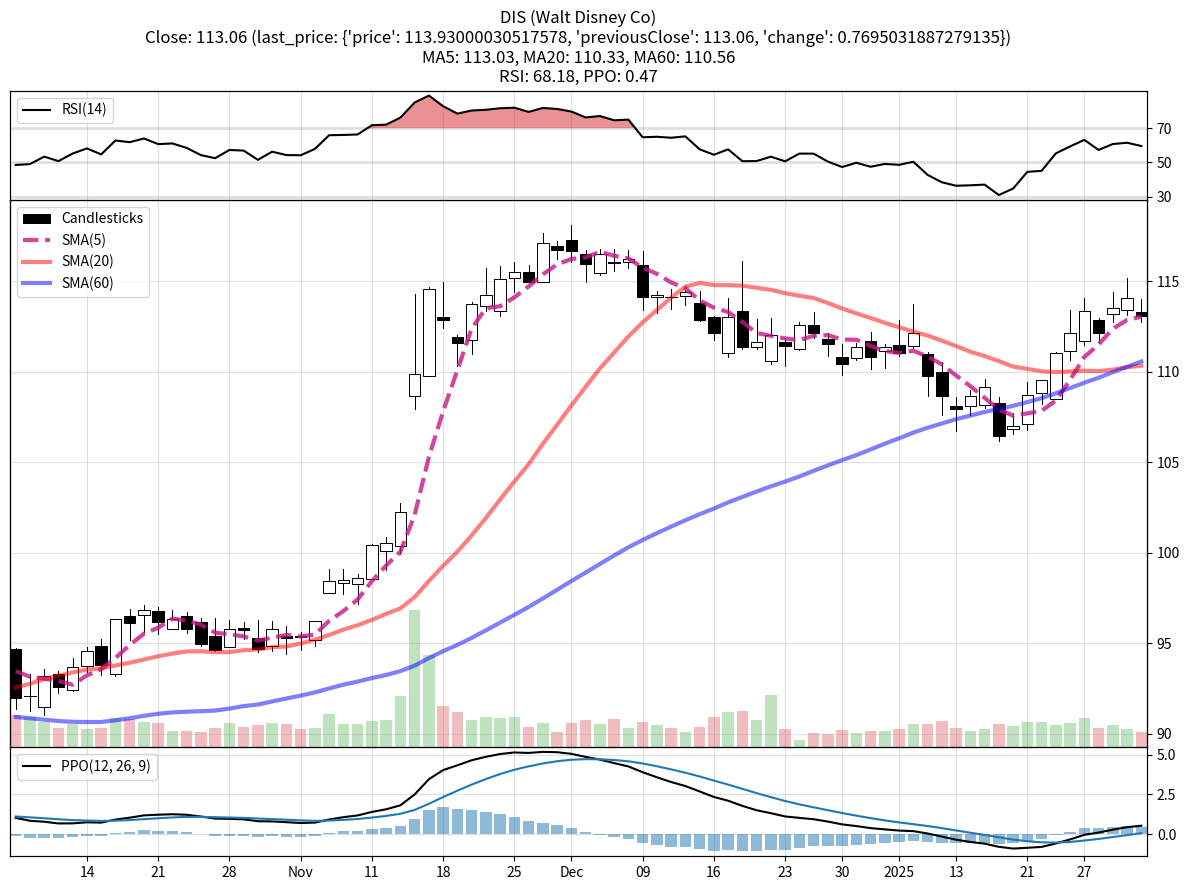 DIS (Walt Disney Co)
Close: 113.06 (last_price: {'price': 113.93000030517578, 'previousClose': 113.06, 'change': 0.7695031887279135})
MA5: 113.03, MA20: 110.33, MA60: 110.56
RSI: 68.18, PPO: 0.47
RSI(14)
70
50
30
Candlesticks
SMA(5)
SMA(20)
SMA(60)
115
110
105
100
95
90
PPO(12, 26, 9)
5.0
2.5
0.0
14 21 28 Nov 11 18 25 Dec 09 16 23 30 2025 13 21 27